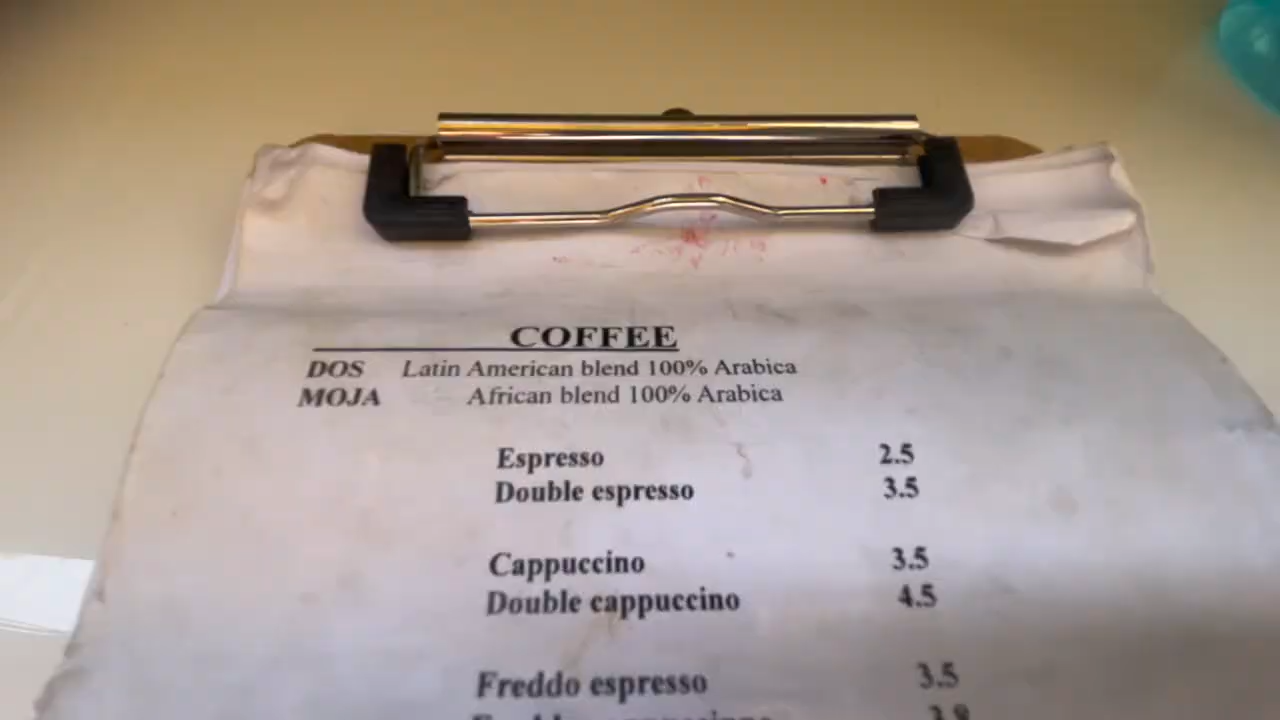 COFFEE
DOS Latin American blend 100% Arabica
MOJA African blend 100% Arabica
Espresso 2.5
Double espresso 3.5
Cappuccino 3.5
Double cappuccino 4.5
Freddo espresso 3.5